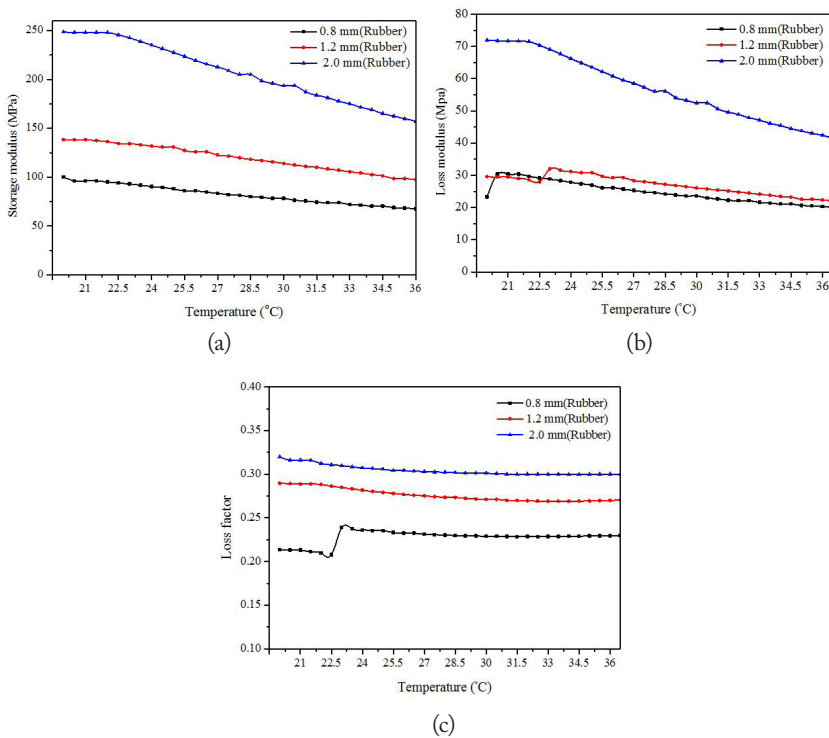 0.8 mm(Rubber)
1.2 mm(Rubber)
2.0 mm(Rubber)
250
200
150
100
50
0
Storage modulus (MPa)
21 22.5 24 25.5 27 28.5 30 31.5 33 34.5 36
Temperature (°C)
(a)
0.8 mm(Rubber)
1.2 mm(Rubber)
2.0 mm(Rubber)
80
70
60
50
40
30
20
10
0
Loss modulus (Mpa)
21 22.5 24 25.5 27 28.5 30 31.5 33 34.5 36
Temperature (°C)
(b)
0.8 mm(Rubber)
1.2 mm(Rubber)
2.0 mm(Rubber)
0.40
0.35
0.30
0.25
0.20
0.15
0.10
Loss factor
21 22.5 24 25.5 27 28.5 30 31.5 33 34.5 36
Temperature (°C)
(c)